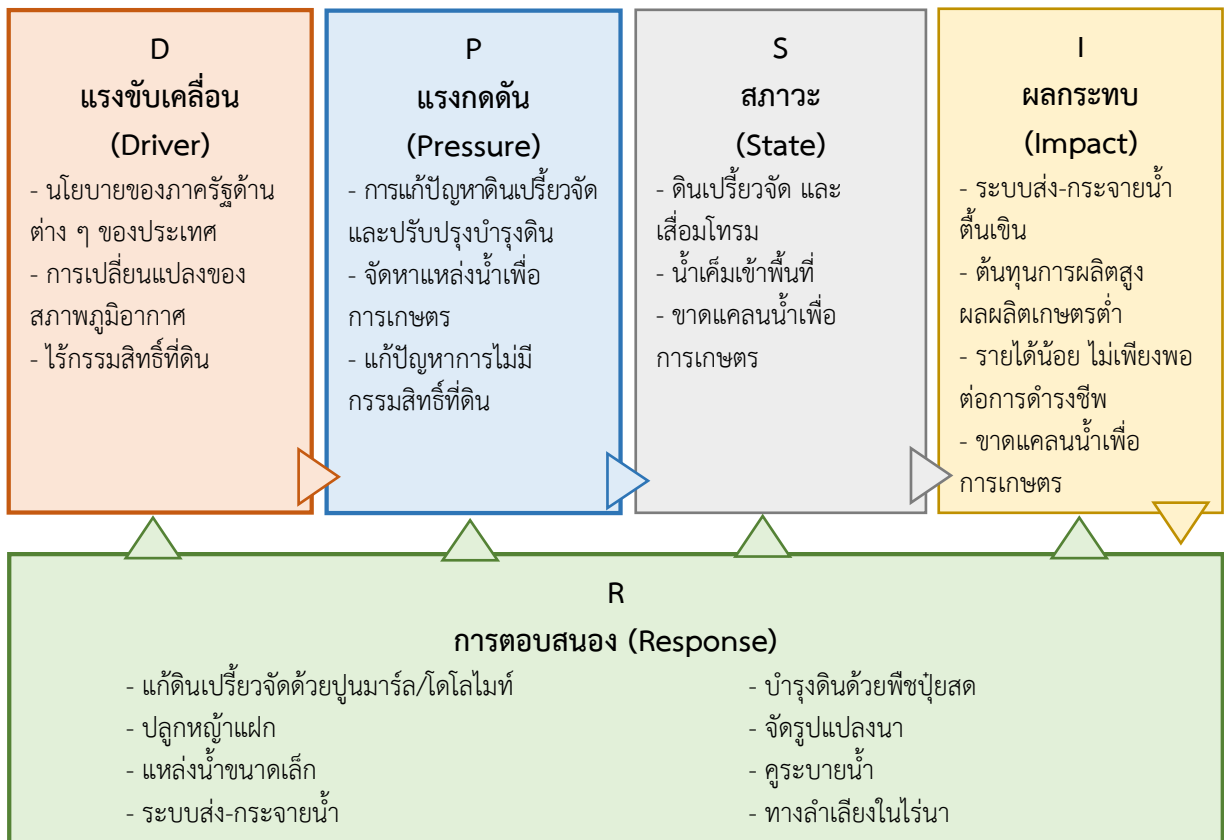 D
แรงขับเคลื่อน
(Driver)
- นโยบายของภาครัฐด้าน
ต่าง ๆ ของประเทศ
- การเปลี่ยนแปลงของ
สภาพภูมิอากาศ
- ไร้กรรมสิทธิ์ที่ดิน
P
แรงกดดัน
(Pressure)
- การแก้ปัญหาดินเปรี้ยวจัด
และปรับปรุงบำรุงดิน
- จัดหาแหล่งน้ำเพื่อ
การเกษตร
- แก้ปัญหาการไม่มี
กรรมสิทธิ์ที่ดิน
S
สภาวะ
(State)
- ดินเปรี้ยวจัด และ
เสื่อมโทรม
- น้ำเค็มเข้าพื้นที่
- ขาดแคลนน้ำเพื่อ
การเกษตร
I
ผลกระทบ
(Impact)
- ระบบส่ง-กระจายน้ำ
ตื้นเขิน
- ต้นทุนการผลิตสูง
ผลผลิตเกษตรต่ำ
- รายได้น้อย ไม่เพียงพอ
ต่อการดำรงชีพ
- ขาดแคลนน้ำเพื่อ
การเกษตร
R
การตอบสนอง (Response)
- แก้ดินเปรี้ยวจัดด้วยปูนมาร์ล/โดโลไมท์
- ปลูกหญ้าแฝก
- แหล่งน้ำขนาดเล็ก
- ระบบส่ง-กระจายน้ำ
- บำรุงดินด้วยพืชปุ๋ยสด
- จัดรูปแปลงนา
- คูระบายน้ำ
- ทางลำเลียงในไร่นา